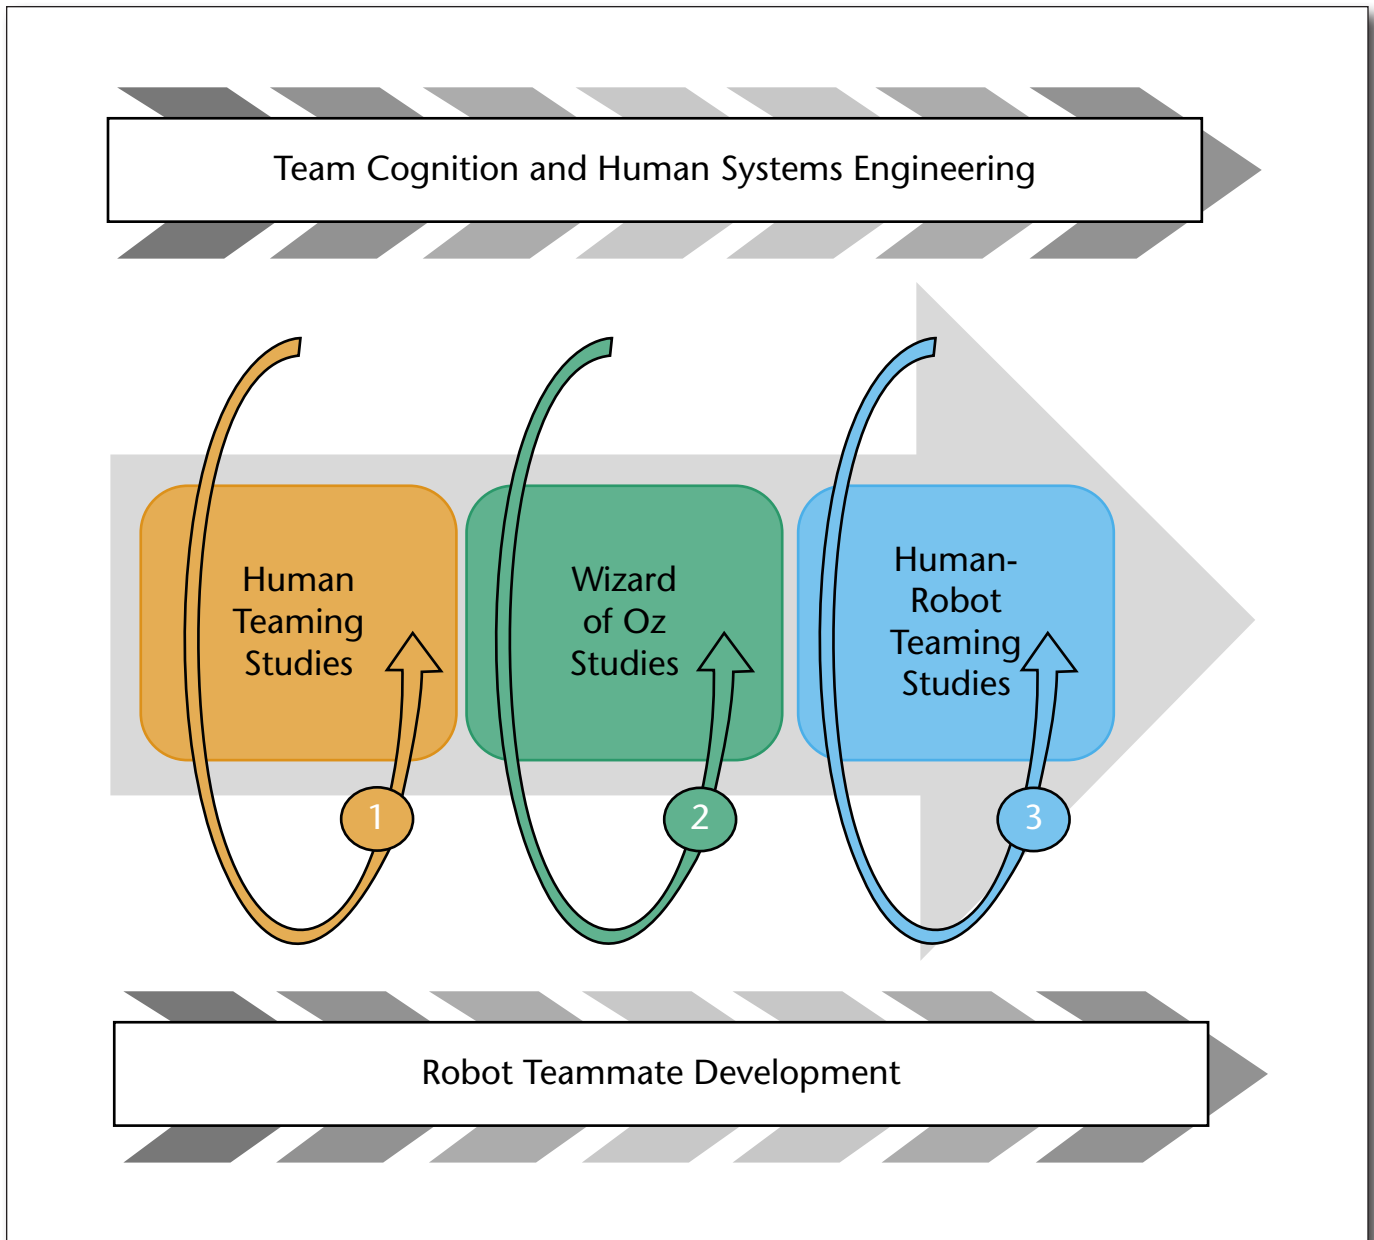 Team Cognition and Human Systems Engineering
Human
Teaming
Studies
1
Wizard
of Oz
Studies
2
Human-
Robot
Teaming
Studies
3
Robot Teammate Development